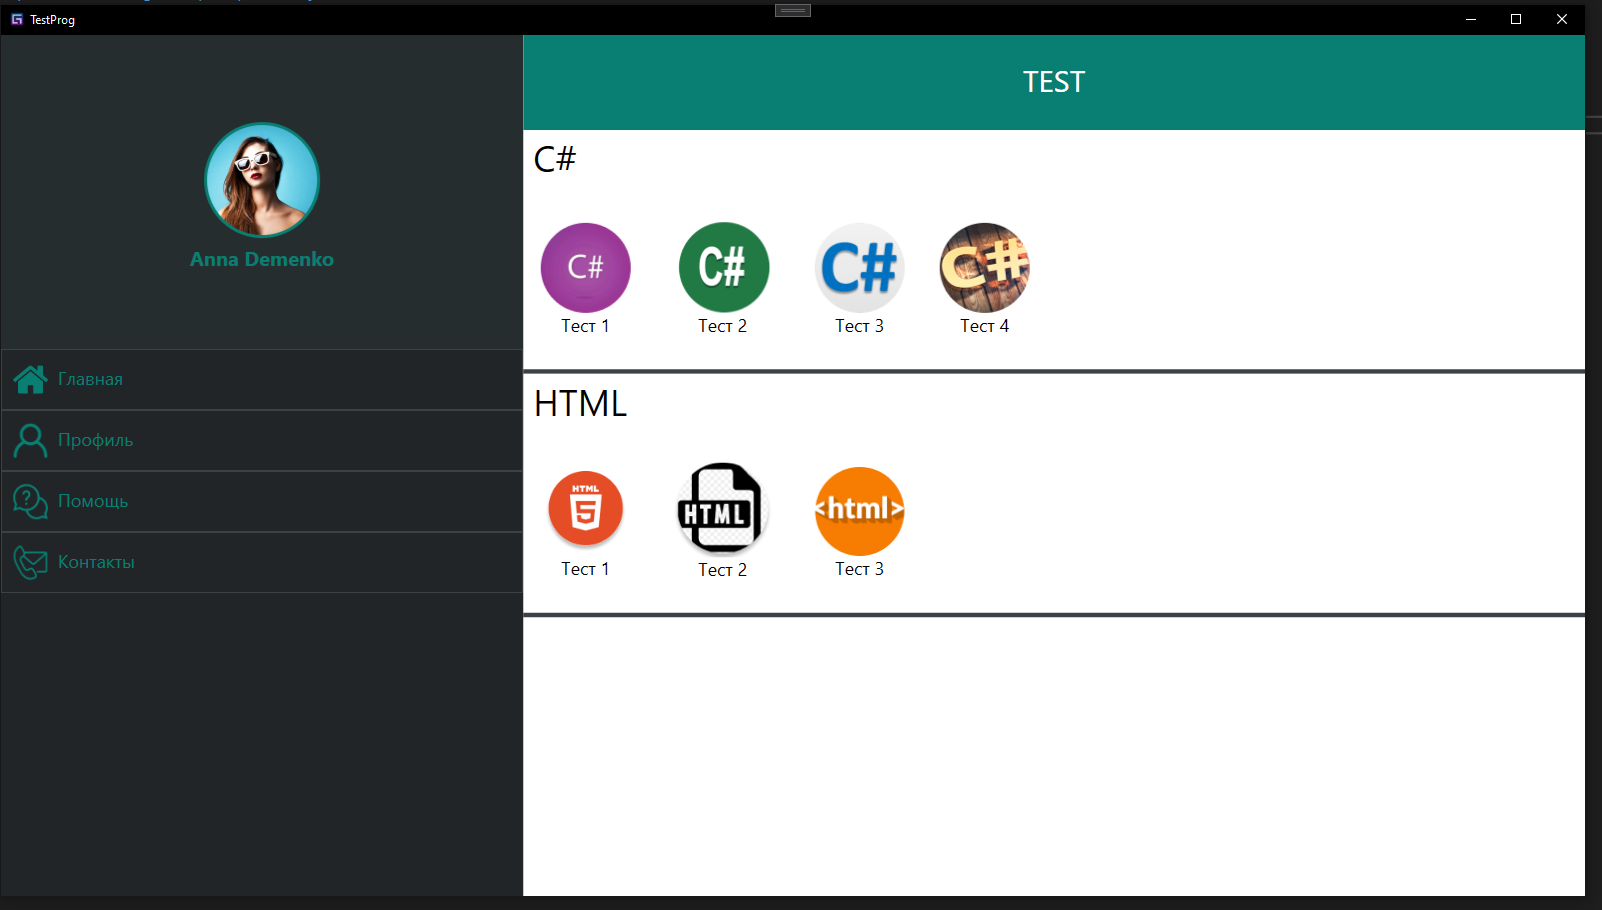 TestProg
Anna Demenko
Главная
Профиль
Помощь
Контакты
TEST
C#
C#
C#
C#
C#
Тест 1
Тест 2
Тест 3
Тест 4
HTML
HTML
5
HTML
<html>
Тест 1
Тест 2
Тест 3